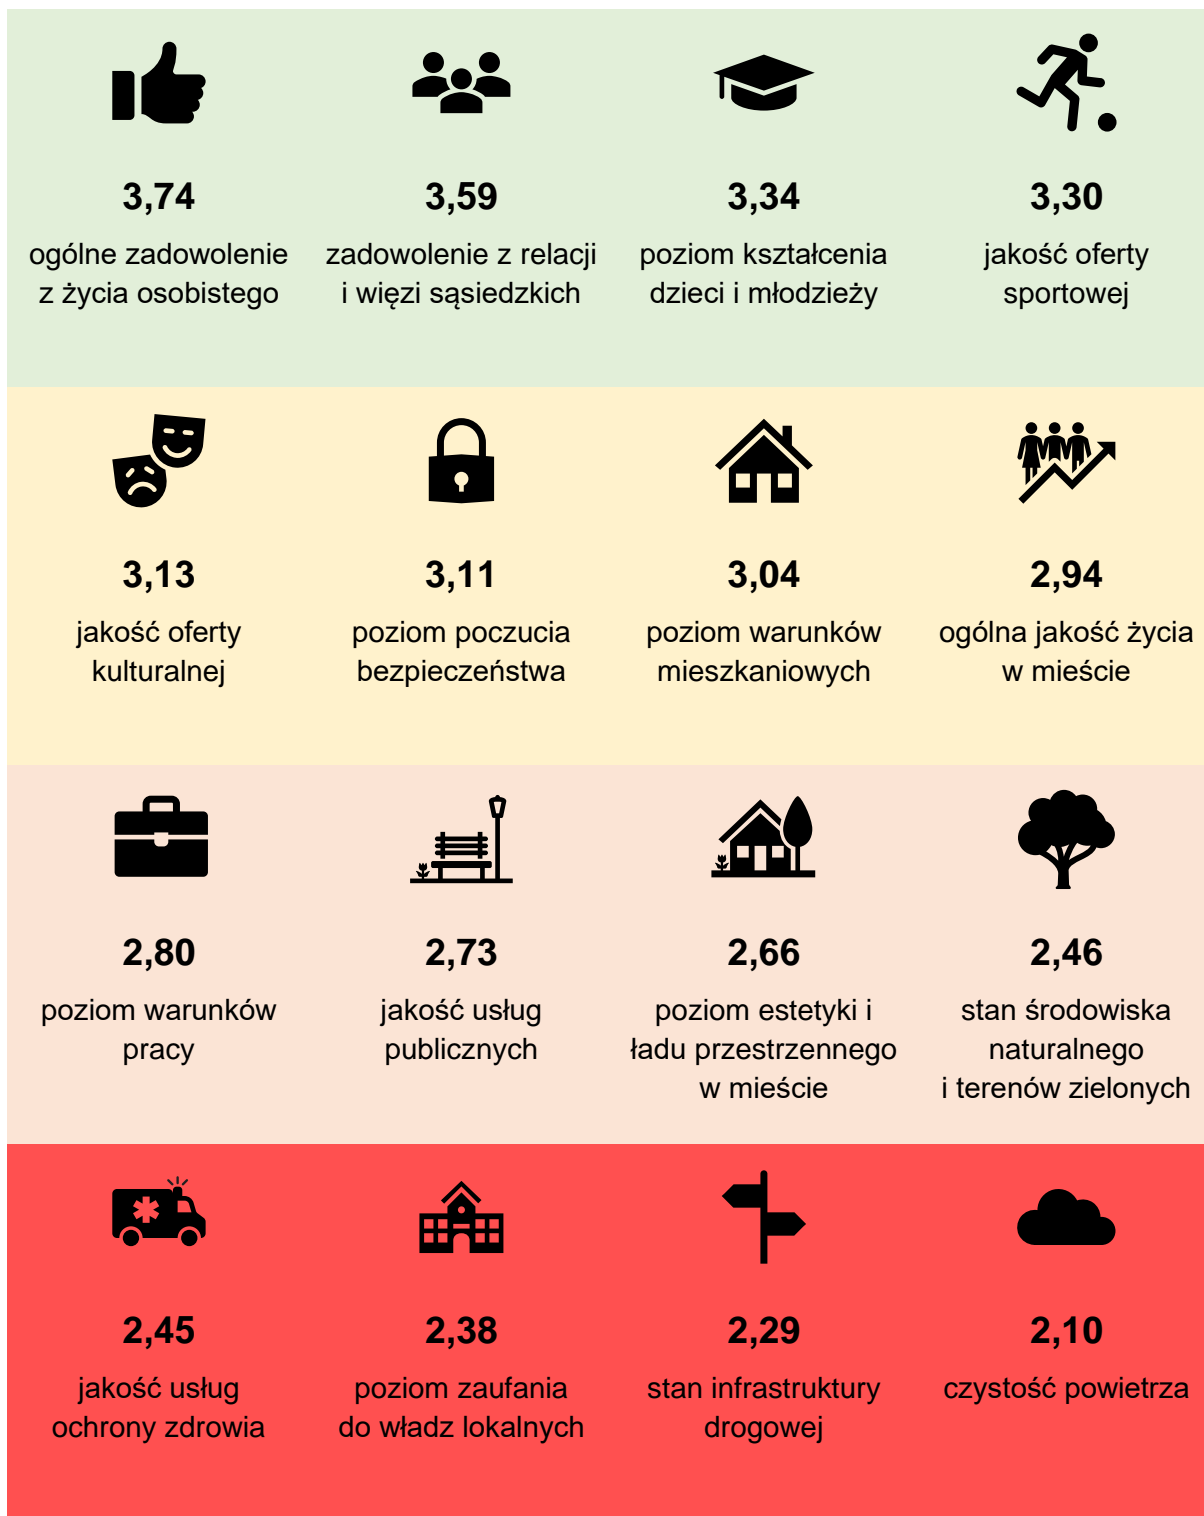 3,74
ogólne zadowolenie
z życia osobistego
3,59
zadowolenie z relacji
i więzi sąsiedzkich
3,34
poziom kształcenia
dzieci i młodzieży
3,30
jakość oferty
sportowej
3,13
jakość oferty
kulturalnej
3,11
poziom poczucia
bezpieczeństwa
3,04
poziom warunków
mieszkaniowych
2,94
ogólna jakość życia
w mieście
2,80
poziom warunków
pracy
2,73
jakość usług
publicznych
2,66
poziom estetyki i
ładu przestrzennego
w mieście
2,46
stan środowiska
naturalnego
i terenów zielonych
2,45
jakość usług
ochrony zdrowia
2,38
poziom zaufania
do władz lokalnych
2,29
stan infrastruktury
drogowej
2,10
czystość powietrza